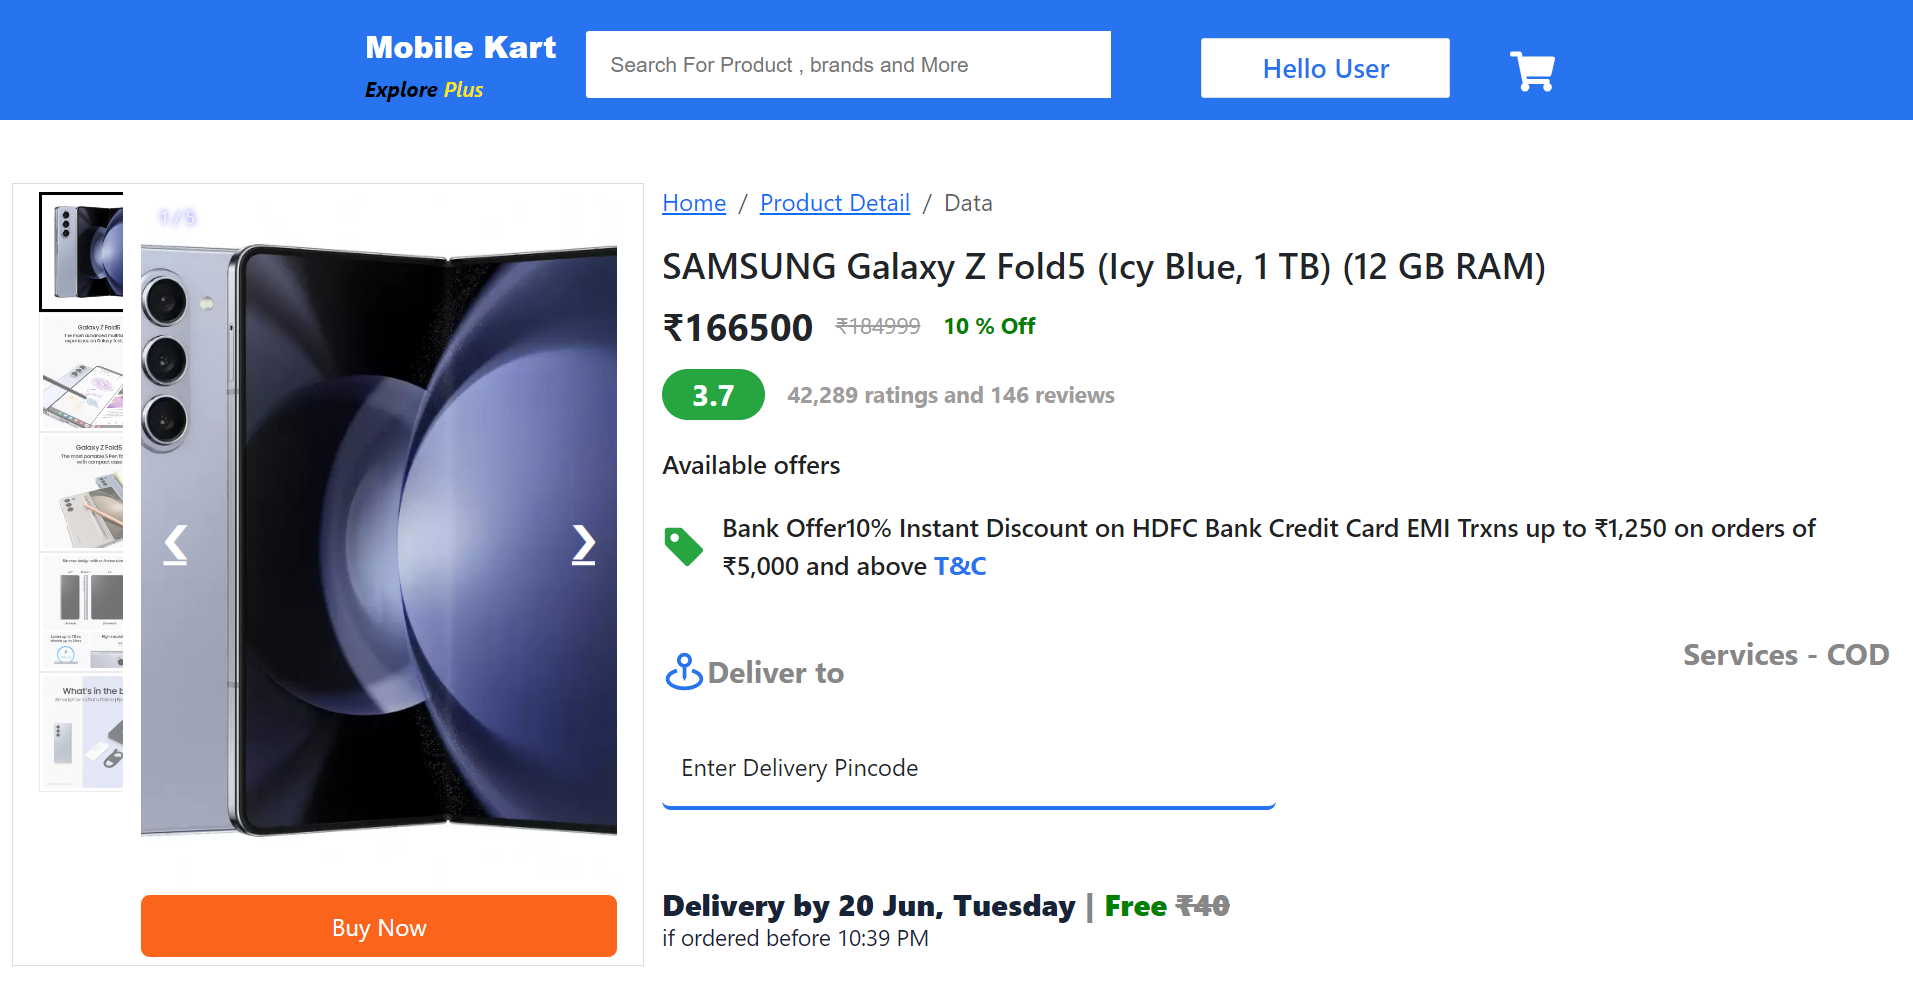 Mobile Kart
Explore Plus
Search For Product , brands and More
Hello User
1 / 5
Galaxy Z Fold5
Galaxy Z Fold5
What's in the b
❮
❯
Buy Now
Home / Product Detail / Data
SAMSUNG Galaxy Z Fold5 (Icy Blue, 1 TB) (12 GB RAM)
₹166500 ₹184999 10 % Off
3.7 42,289 ratings and 146 reviews
Available offers
Bank Offer10% Instant Discount on HDFC Bank Credit Card EMI Trxns up to ₹1,250 on orders of
₹5,000 and above T&C
Deliver to
Services - COD
Enter Delivery Pincode
Delivery by 20 Jun, Tuesday | Free ₹40
if ordered before 10:39 PM